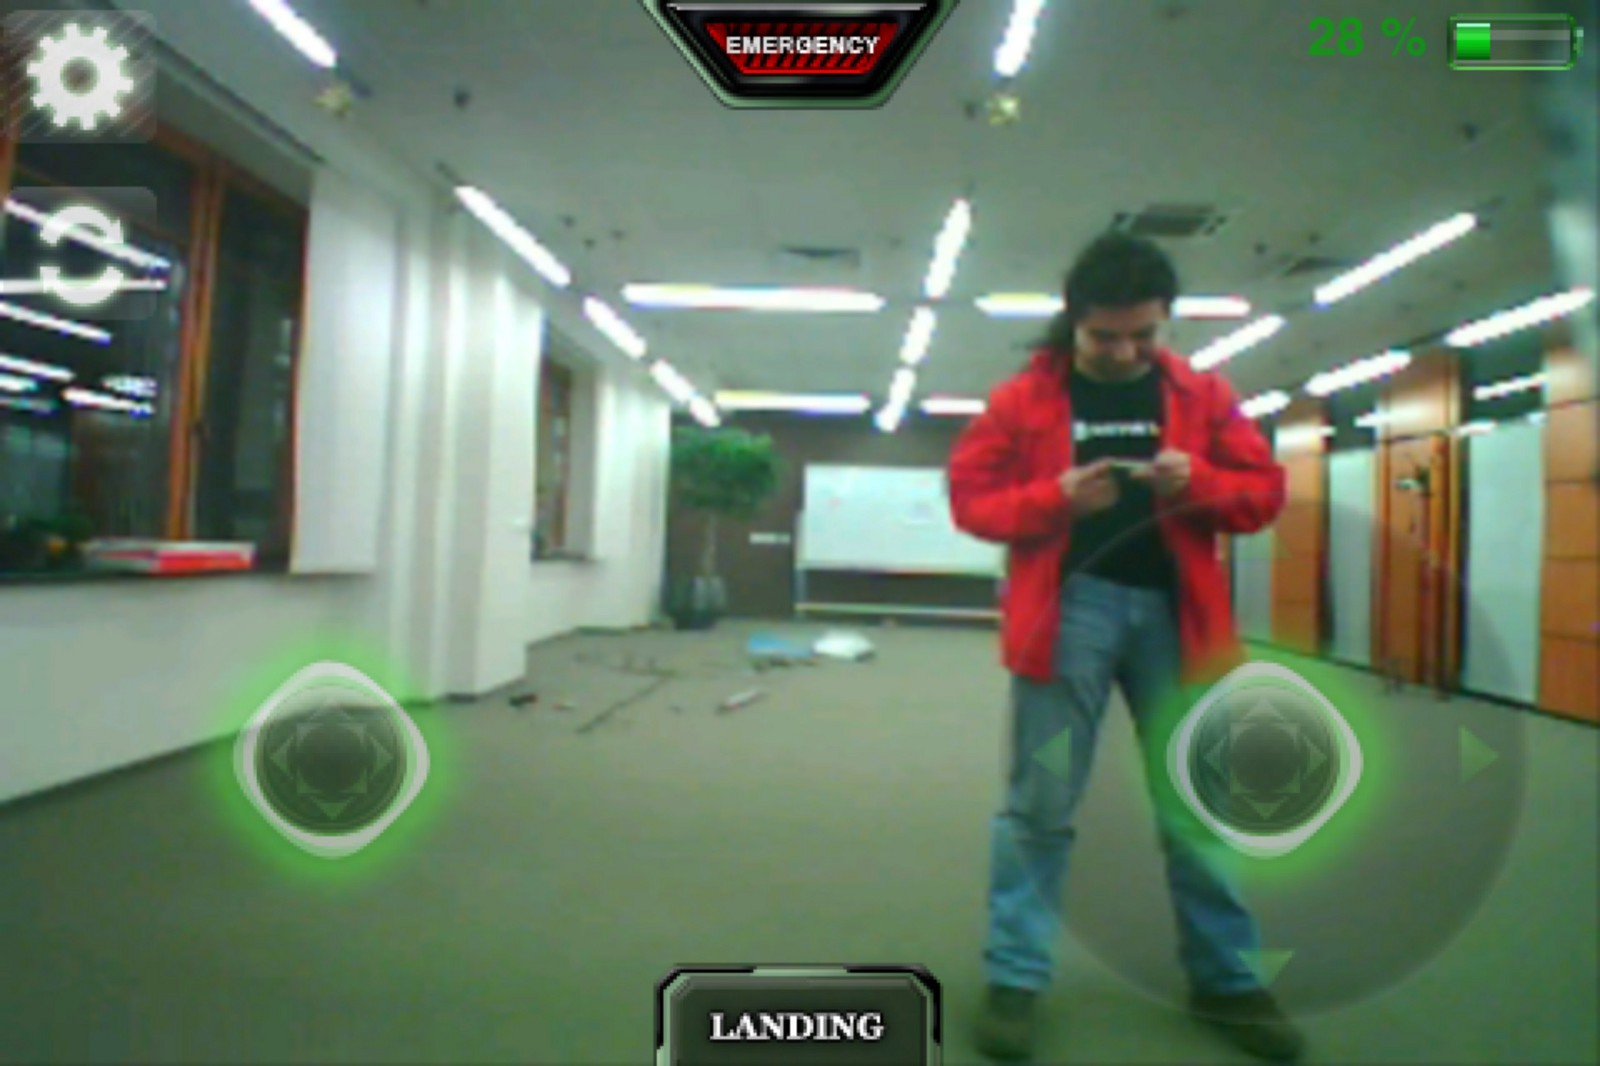 EMERGENCY
28 %
LANDING